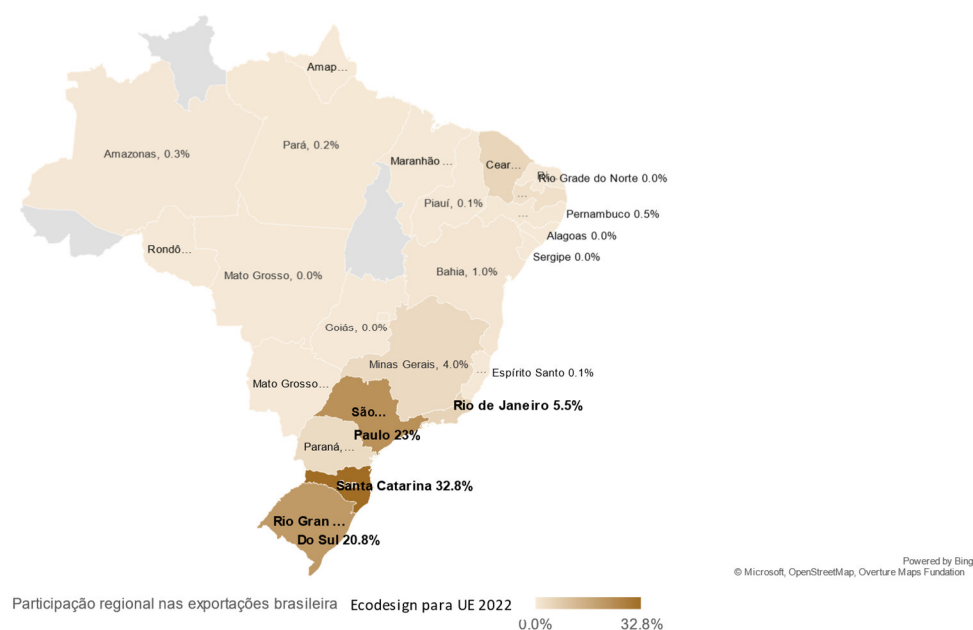 Amap...
Amazonas, 0.3%
Pará, 0.2%
Maranhão ...
Cear...
Rio Grade do Norte 0.0%
...
Piauí, 0.1%
...
Pernambuco 0.5%
Alagoas 0.0%
Sergipe 0.0%
Rondô...
Mato Grosso, 0.0%
Bahia, 1.0%
Goiás, 0.0%
Minas Gerais, 4.0%
...
Espírito Santo 0.1%
Mato Grosso...
Rio de Janeiro 5.5%
São...
Paulo 23%
Paraná, ...
Santa Catarina 32.8%
Rio Gran ...
Do Sul 20.8%
Powered by Bing
© Microsoft, OpenStreetMap, Overture Maps Fundation
Participação regional nas exportações brasileira Ecodesign para UE 2022
0.0% 32.8%